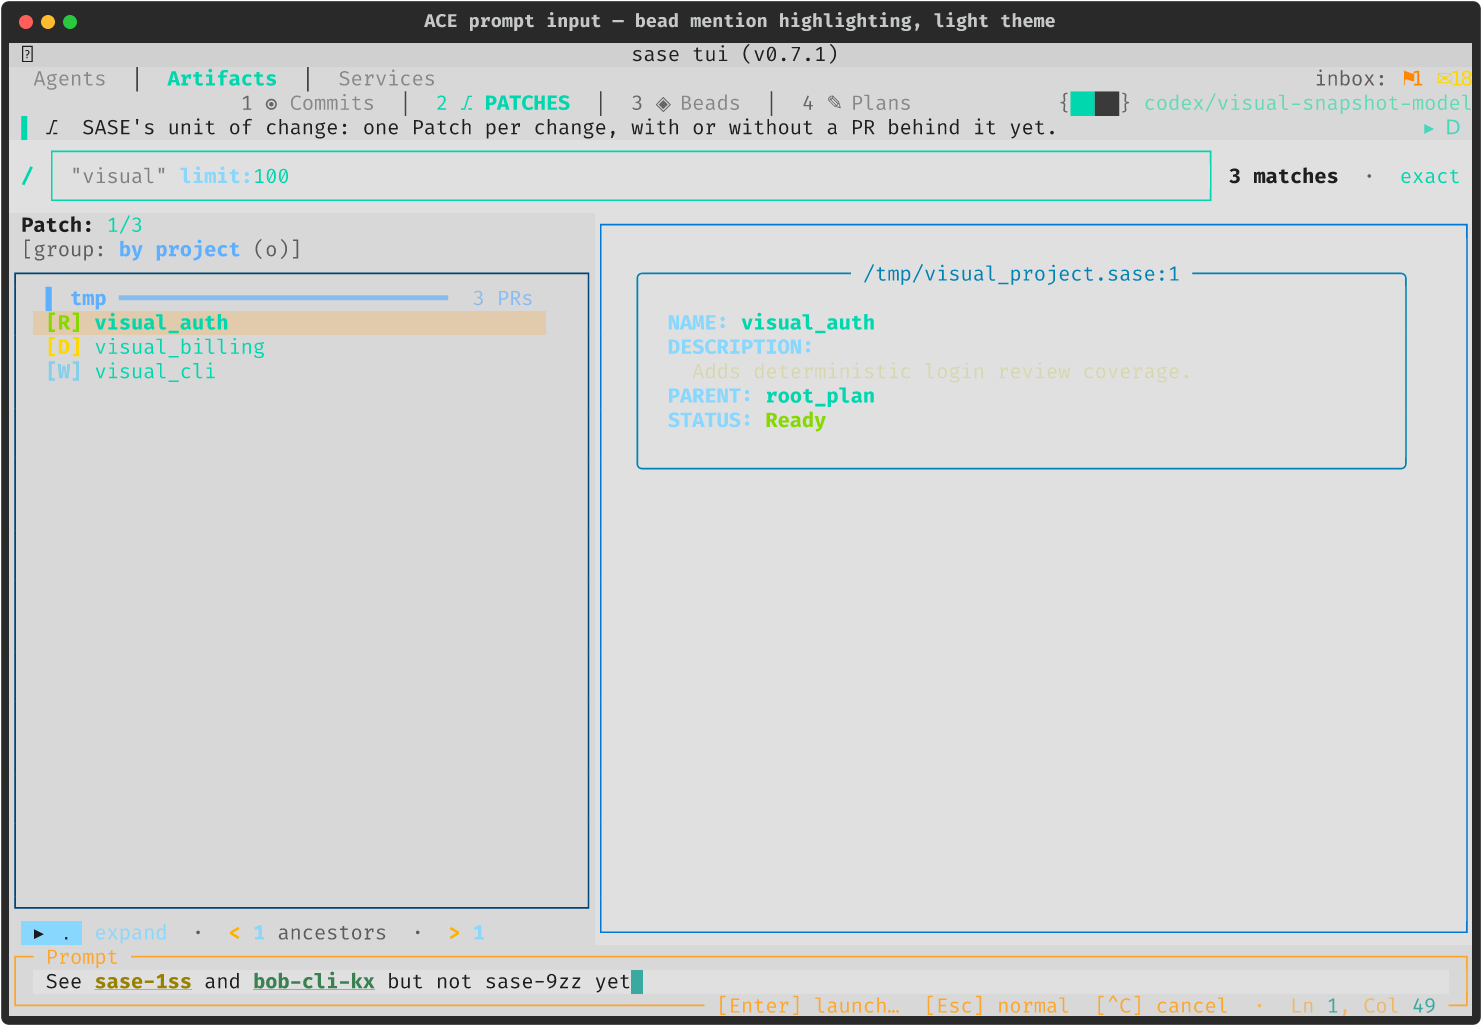 ACE prompt input — bead mention highlighting, light theme
sase tui (v0.7.1)
Agents │ Artifacts │ Services inbox: ⚑1 ✉18
1 ◉ Commits │ 2 PATCHES │ 3 ◈ Beads │ 4 ✎ Plans { } codex/visual-snapshot-model
SASE's unit of change: one Patch per change, with or without a PR behind it yet. ▸ D
/ "visual" limit:100 3 matches · exact
Patch: 1/3
[group: by project (o)]
tmp 3 PRs
[R] visual_auth
[D] visual_billing
[W] visual_cli
/tmp/visual_project.sase:1
NAME: visual_auth
DESCRIPTION:
Adds deterministic login review coverage.
PARENT: root_plan
STATUS: Ready
▸ . expand · < 1 ancestors · > 1
Prompt
See sase-1ss and bob-cli-kx but not sase-9zz yet
[Enter] launch… [Esc] normal [^C] cancel · Ln 1, Col 49